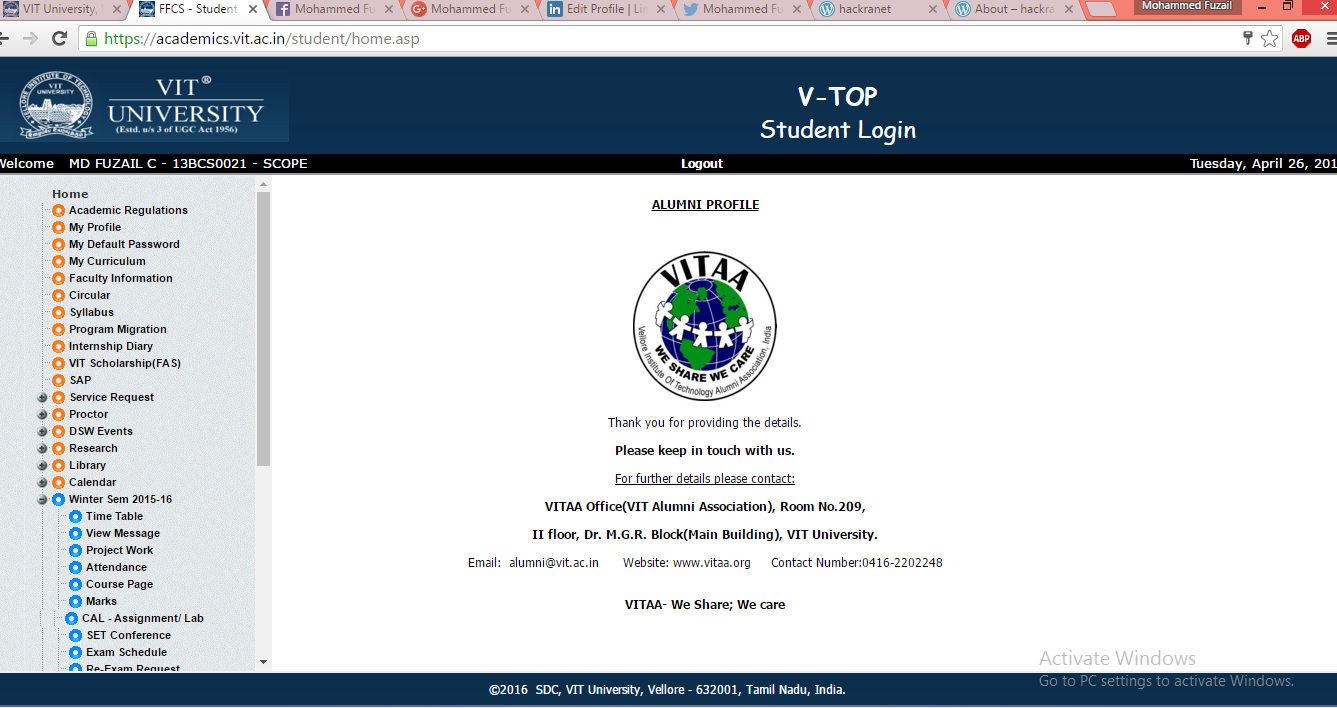 VIT University,
FFCS - Student
Mohammed Fu
Mohammed Fu
Edit Profile | Lin
Mohammed Fu
hackranet
About – hackra
Mohammed Fuzail
https://academics.vit.ac.in/student/home.asp
ABP
VELLORE INSTITUTE OF TECHNOLOGY
VIT
UNIVERSITY
VIT®
UNIVERSITY
(Estd. u/s 3 of UGC Act 1956)
V-TOP
Student Login
Welcome MD FUZAIL C - 13BCS0021 - SCOPE
Logout
Tuesday, April 26, 201
Home
Academic Regulations
My Profile
My Default Password
My Curriculum
Faculty Information
Circular
Syllabus
Program Migration
Internship Diary
VIT Scholarship(FAS)
SAP
Service Request
Proctor
DSW Events
Research
Library
Calendar
Winter Sem 2015-16
Time Table
View Message
Project Work
Attendance
Course Page
Marks
CAL - Assignment/ Lab
SET Conference
Exam Schedule
Re-Exam Request
ALUMNI PROFILE
VITAA
WE SHARE WE CARE
Vellore Institute Of Technology Alumni Association, India
Thank you for providing the details.
Please keep in touch with us.
For further details please contact:
VITAA Office(VIT Alumni Association), Room No.209,
II floor, Dr. M.G.R. Block(Main Building), VIT University.
Email: alumni@vit.ac.in Website: www.vitaa.org Contact Number:0416-2202248
VITAA- We Share; We care
Activate Windows
Go to PC settings to activate Windows.
©2016 SDC, VIT University, Vellore - 632001, Tamil Nadu, India.